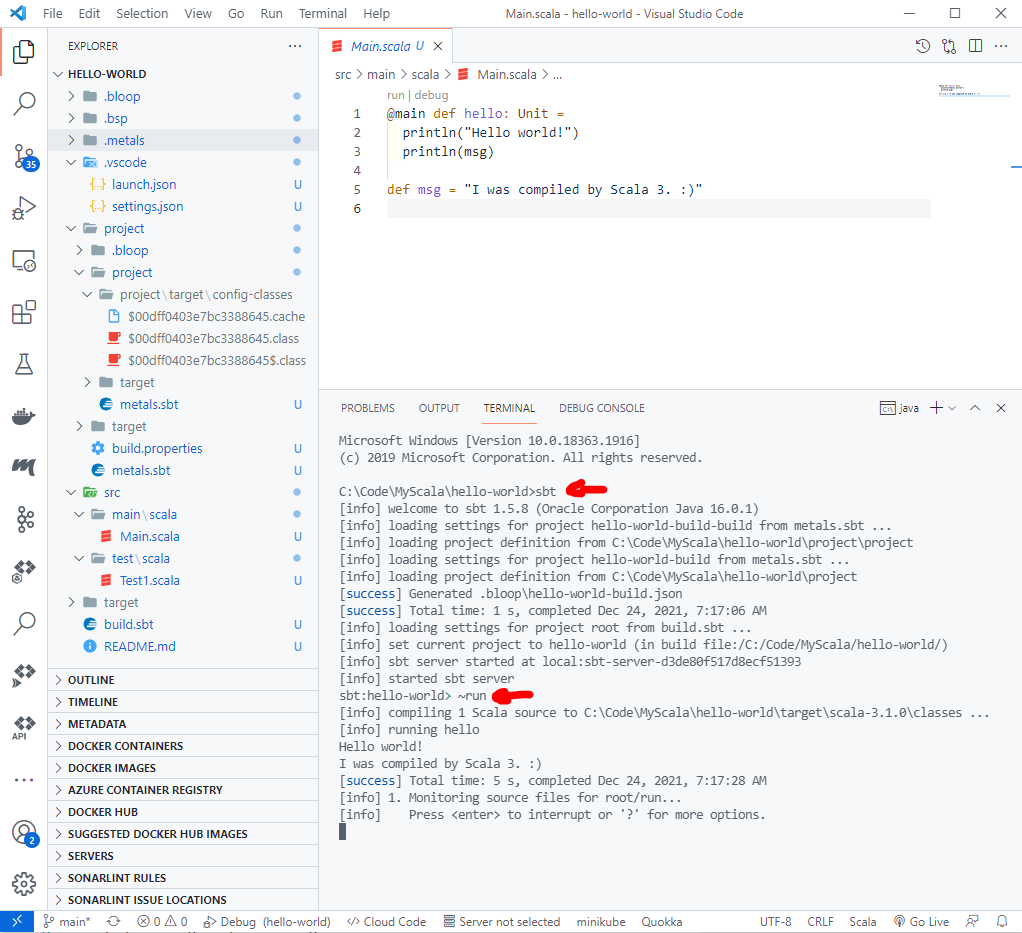 File Edit Selection View Go Run Terminal Help Main.scala - hello-world - Visual Studio Code
EXPLORER ...
HELLO-WORLD
.bloop
.bsp
.metals
.vscode
{..} launch.json U
{..} settings.json U
project
.bloop
project
project\target\config-classes
$00dff0403e7bc3388645.cache
$00dff0403e7bc3388645.class
$00dff0403e7bc3388645$.class
target
metals.sbt U
target
build.properties U
metals.sbt U
src
main\scala
Main.scala U
test\scala
Test1.scala U
target
build.sbt U
README.md U
OUTLINE
TIMELINE
METADATA
DOCKER CONTAINERS
DOCKER IMAGES
AZURE CONTAINER REGISTRY
DOCKER HUB
SUGGESTED DOCKER HUB IMAGES
SERVERS
SONARLINT RULES
SONARLINT ISSUE LOCATIONS
35
API
2
Main.scala U
src > main > scala > Main.scala > ...
run | debug
1 @main def hello: Unit =
2 println("Hello world!")
3 println(msg)
4
5 def msg = "I was compiled by Scala 3. :)"
6
PROBLEMS OUTPUT TERMINAL DEBUG CONSOLE java
Microsoft Windows [Version 10.0.18363.1916]
(c) 2019 Microsoft Corporation. All rights reserved.
C:\Code\MyScala\hello-world>sbt
[info] welcome to sbt 1.5.8 (Oracle Corporation Java 16.0.1)
[info] loading settings for project hello-world-build-build from metals.sbt ...
[info] loading project definition from C:\Code\MyScala\hello-world\project\project
[info] loading settings for project hello-world-build from metals.sbt ...
[info] loading project definition from C:\Code\MyScala\hello-world\project
[success] Generated .bloop\hello-world-build.json
[success] Total time: 1 s, completed Dec 24, 2021, 7:17:06 AM
[info] loading settings for project root from build.sbt ...
[info] set current project to hello-world (in build file:/C:/Code/MyScala/hello-world/)
[info] sbt server started at local:sbt-server-d3de80f517d8ecf51393
[info] started sbt server
sbt:hello-world> ~run
[info] compiling 1 Scala source to C:\Code\MyScala\hello-world\target\scala-3.1.0\classes ...
[info] running hello
Hello world!
I was compiled by Scala 3. :)
[success] Total time: 5 s, completed Dec 24, 2021, 7:17:28 AM
[info] 1. Monitoring source files for root/run...
[info]    Press <enter> to interrupt or '?' for more options.
main* 0 0 Debug (hello-world) </> Cloud Code Server not selected minikube Quokka UTF-8 CRLF Scala Go Live